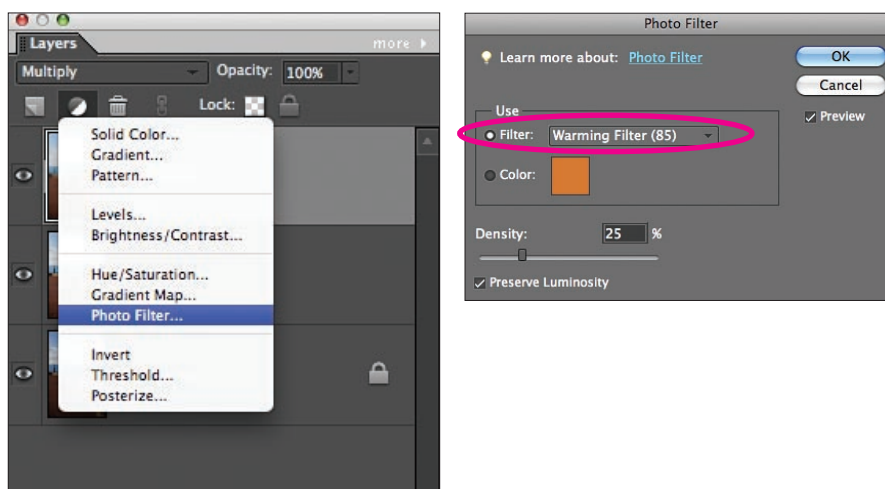 Layers
more
Multiply
Opacity: 100%
Lock:
Solid Color...
Gradient...
Pattern...
Levels...
Brightness/Contrast...
Hue/Saturation...
Gradient Map...
Photo Filter...
Invert
Threshold...
Posterize...
Photo Filter
Learn more about: Photo Filter
OK
Cancel
Preview
Use
Filter: Warming Filter (85)
Color:
Density: 25 %
Preserve Luminosity